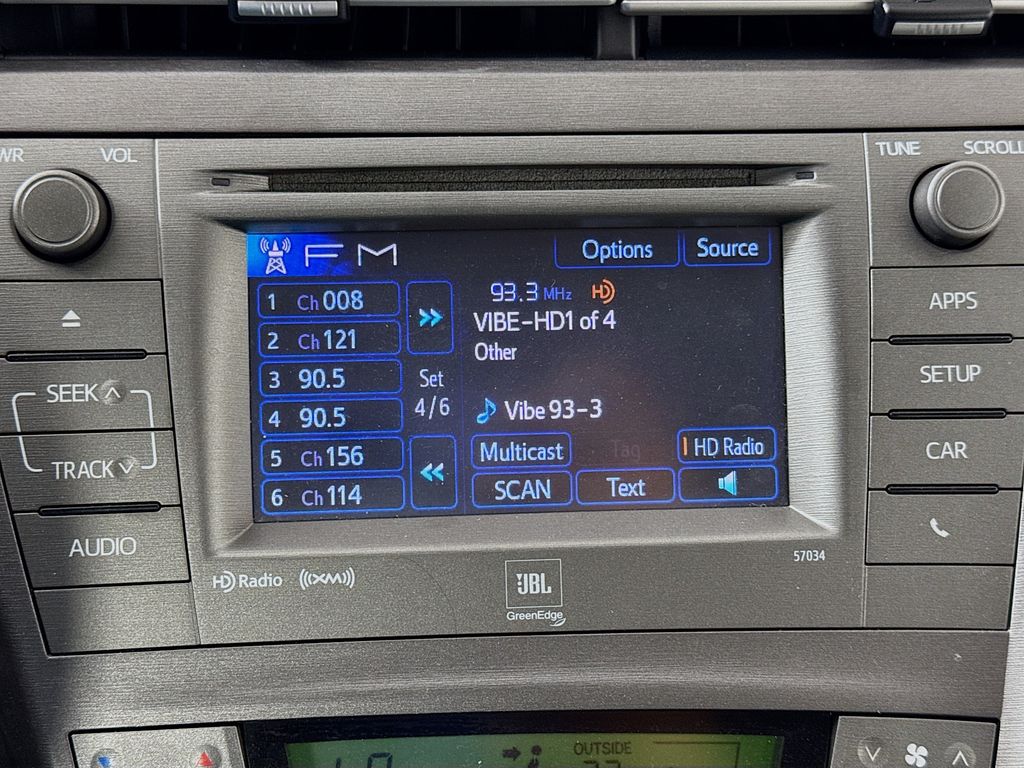 VOL
TUNE SCROLL
FM
Options
Source
1 Ch 008
2 Ch 121
3 90.5
4 90.5
5 Ch 156
6 Ch 114
Set
4/6
93.3 MHz HD
VIBE-HD1 of 4
Other
Vibe 93-3
Multicast
Tag
HD Radio
SCAN
Text
SEEK
TRACK
AUDIO
APPS
SETUP
CAR
57034
HD Radio
((XM))
JBL
GreenEdge
OUTSIDE